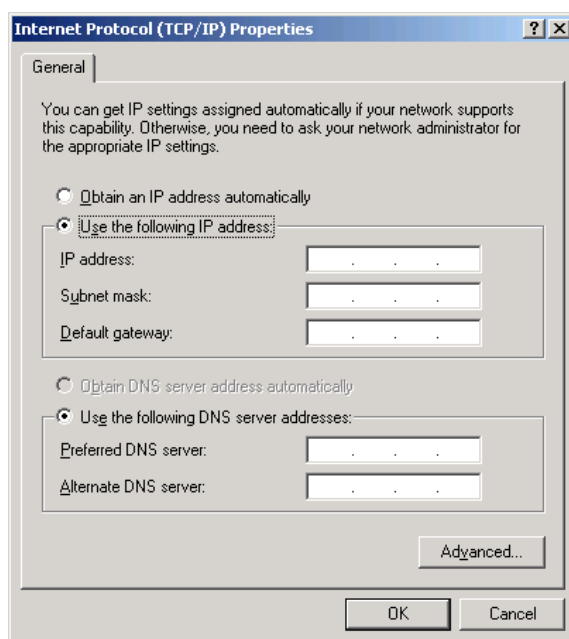 Internet Protocol (TCP/IP) Properties
General
You can get IP settings assigned automatically if your network supports
this capability. Otherwise, you need to ask your network administrator for
the appropriate IP settings.
Obtain an IP address automatically
Use the following IP address:
IP address:
Subnet mask:
Default gateway:
Obtain DNS server address automatically
Use the following DNS server addresses:
Preferred DNS server:
Alternate DNS server:
Advanced...
OK Cancel